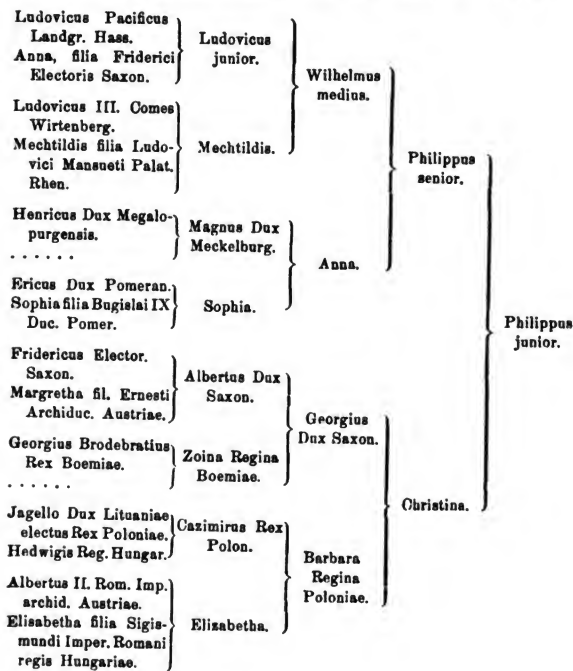 Ludovicus Pacificus
Landgr. Hass.
Anna, filia Friderici
Electoris Saxon.
Ludovicus III. Comes
Wirtenberg.
Mechtildis filia Ludo-
vici Mansueti Palat.
Rhen.
Henricus Dux Megalo-
purgensis.
. . . . . .
Ericus Dux Pomeran.
Sophia filia Bugislai IX
Duc. Pomer.
Fridericus Elector.
Saxon.
Margretha fil. Ernesti
Archiduc. Austriae.
Georgius Brodebratius
Rex Boemiae.
. . . . . .
Jagello Dux Lituaniae
electus Rex Poloniae.
Hedwigis Reg. Hungar.
Albertus II. Rom. Imp.
archid. Austriae.
Elisabetha filia Sigis-
mundi Imper. Romani
regis Hungariae.
Ludovicus
junior.
Mechtildis.
Magnus Dux
Meckelburg.
Sophia.
Albertus Dux
Saxon.
Zoina Regina
Boemiae.
Cazimirus Rex
Polon.
Elizabetha.
Wilhelmus
medius.
Anna.
Georgius
Dux Saxon.
Barbara
Regina
Poloniae.
Philippus
senior.
Christina.
Philippus
junior.